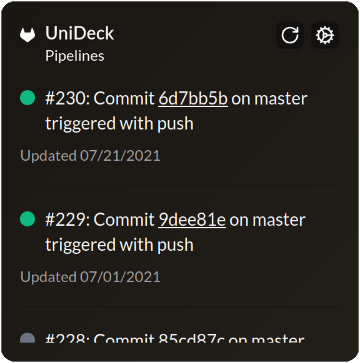 UniDeck
Pipelines
#230: Commit 6d7bb5b on master
triggered with push
Updated 07/21/2021
#229: Commit 9dee81e on master
triggered with push
Updated 07/01/2021
#228: Commit 85cd87c on master